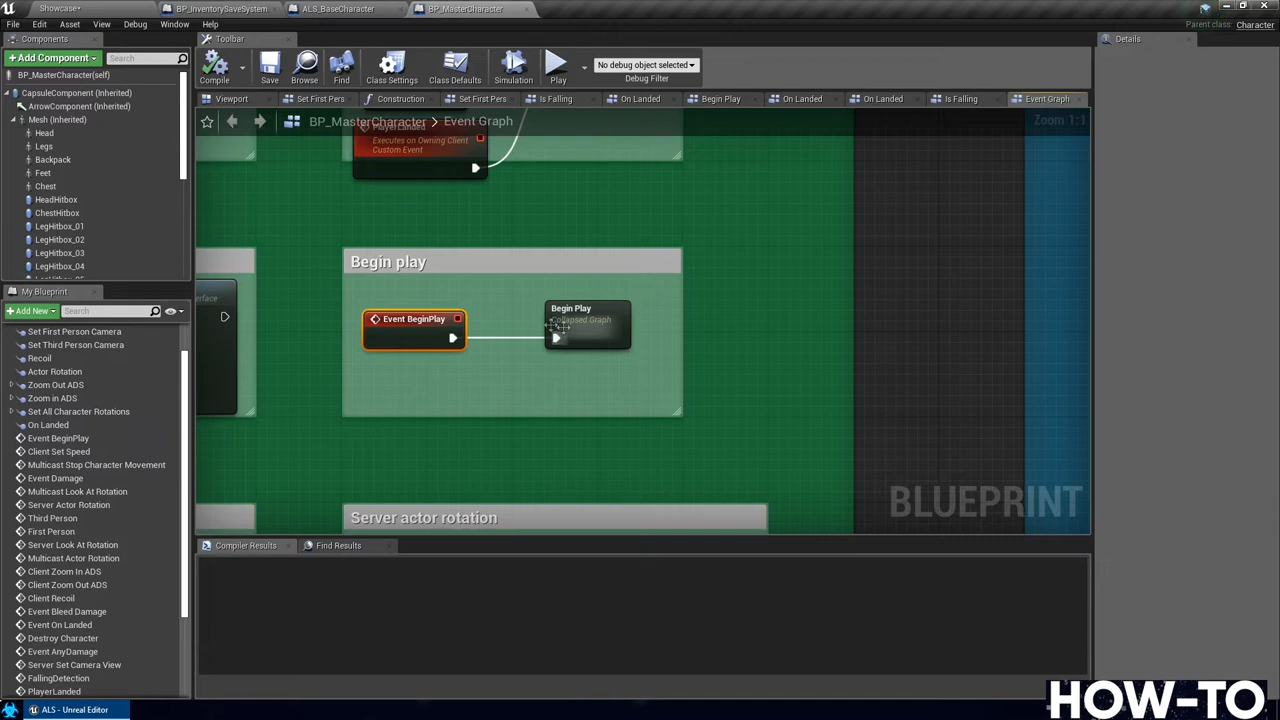 Showcase•
BP_InventorySaveSystem
ALS_BaseCharacter
BP_MasterCharacter
File
Edit
Asset
View
Debug
Window
Help
Parent class: Character
Components
Toolbar
Details
+ Add Component
Search
Compile
Save
Browse
Find
Class Settings
Class Defaults
Simulation
Play
No debug object selected
Debug Filter
BP_MasterCharacter(self)
CapsuleComponent (Inherited)
ArrowComponent (Inherited)
Mesh (Inherited)
Head
Legs
Backpack
Feet
Chest
HeadHitbox
ChestHitbox
LegHitbox_01
LegHitbox_02
LegHitbox_03
LegHitbox_04
Viewport
Set First Pers
Construction
Set First Pers
Is Falling
On Landed
Begin Play
On Landed
On Landed
Is Falling
Event Graph
BP_MasterCharacter > Event Graph
Zoom 1:1
PlayerLanded
Executes on Owning Client
Custom Event
Begin play
Event BeginPlay
Begin Play
Collapsed Graph
Server actor rotation
BLUEPRINT
My Blueprint
+ Add New
Search
Set First Person Camera
Set Third Person Camera
Recoil
Actor Rotation
Zoom Out ADS
Zoom in ADS
Set All Character Rotations
On Landed
Event BeginPlay
Client Set Speed
Multicast Stop Character Movement
Event Damage
Multicast Look At Rotation
Server Actor Rotation
Third Person
First Person
Server Look At Rotation
Multicast Actor Rotation
Client Zoom In ADS
Client Zoom Out ADS
Client Recoil
Event Bleed Damage
Event On Landed
Destroy Character
Event AnyDamage
Server Set Camera View
FallingDetection
PlayerLanded
Compiler Results
Find Results
ALS - Unreal Editor
HOW-TO